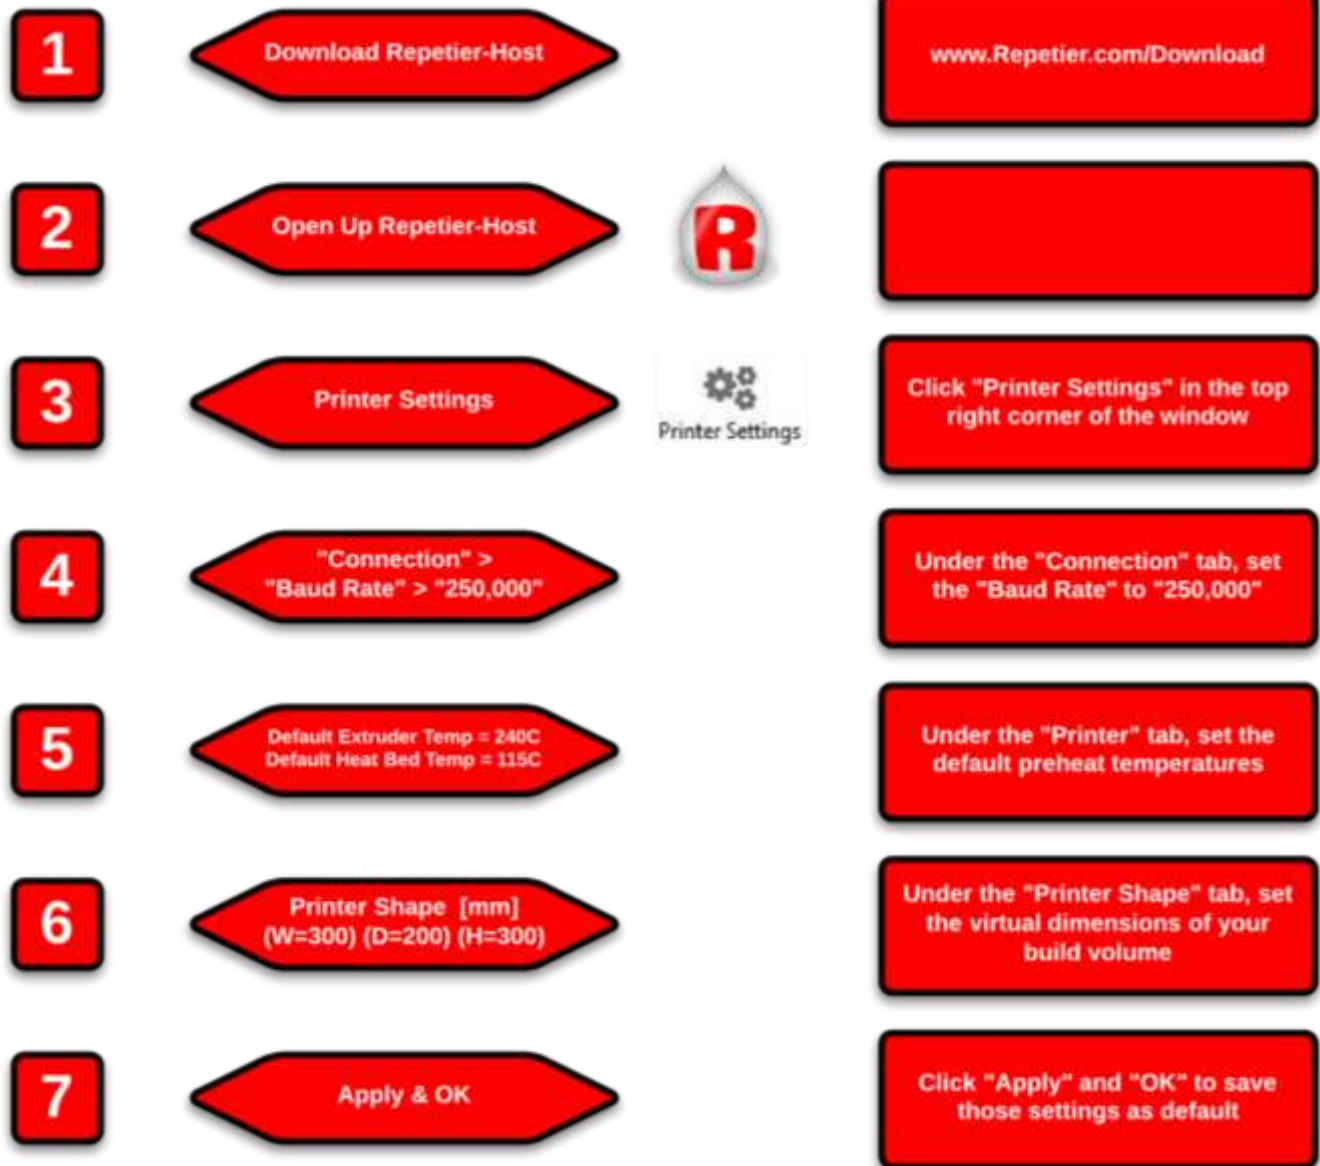 1
Download Repetier-Host
www.Repetier.com/Download
2
Open Up Repetier-Host
R
3
Printer Settings
Printer Settings
Click "Printer Settings" in the top
right corner of the window
4
"Connection" >
"Baud Rate" > "250,000"
Under the "Connection" tab, set
the "Baud Rate" to "250,000"
5
Default Extruder Temp = 240C
Default Heat Bed Temp = 115C
Under the "Printer" tab, set the
default preheat temperatures
6
Printer Shape [mm]
(W=300) (D=200) (H=300)
Under the "Printer Shape" tab, set
the virtual dimensions of your
build volume
7
Apply & OK
Click "Apply" and "OK" to save
those settings as default